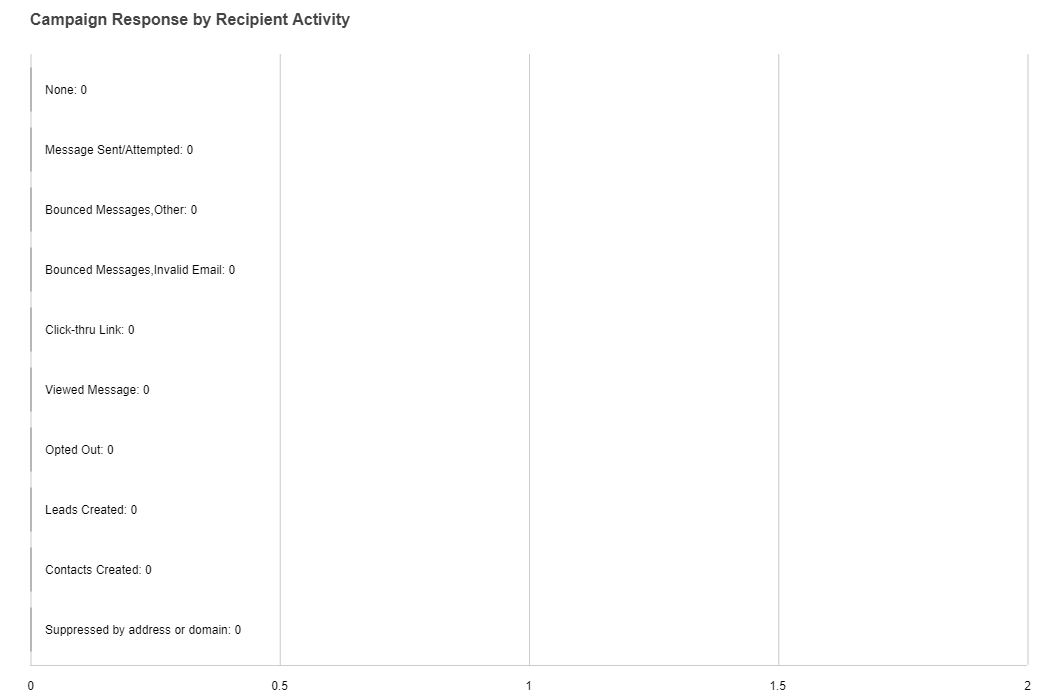 Campaign Response by Recipient Activity
None: 0
Message Sent/Attempted: 0
Bounced Messages,Other: 0
Bounced Messages,Invalid Email: 0
Click-thru Link: 0
Viewed Message: 0
Opted Out: 0
Leads Created: 0
Contacts Created: 0
Suppressed by address or domain: 0
0 0.5 1 1.5 2